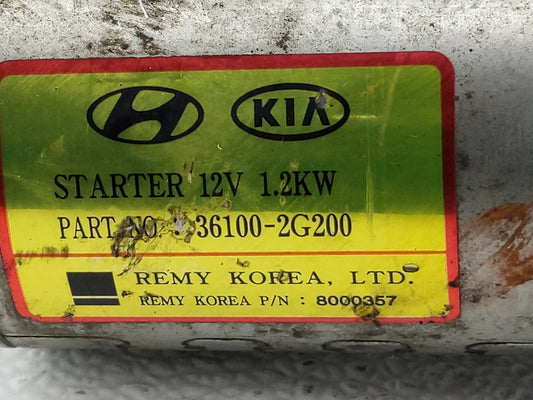 KIA
STARTER 12V 1.2KW
PART NO. 36100-2G200
REMY KOREA, LTD.
REMY KOREA P/N : 8000357